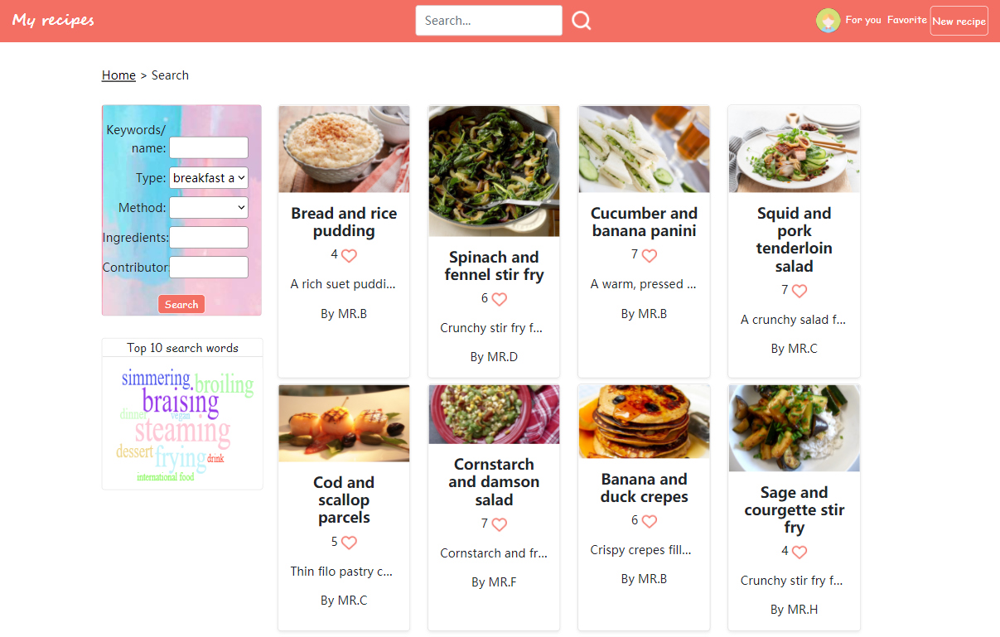 My recipes
Search...
For you Favorite New recipe
Home > Search
Keywords/
name:
Type: breakfast a
Method:
Ingredients:
Contributor:
Search
Top 10 search words
simmering
broiling
braising
dinner
vegan
steaming
dessert
frying
drink
international food
Bread and rice
pudding
4
A rich suet puddi...
By MR.B
Spinach and
fennel stir fry
6
Crunchy stir fry f...
By MR.D
Cucumber and
banana panini
7
A warm, pressed ...
By MR.B
Squid and
pork
tenderloin
salad
7
A crunchy salad f...
By MR.C
Cod and
scallop
parcels
5
Thin filo pastry c...
By MR.C
Cornstarch
and damson
salad
7
Cornstarch and fr...
By MR.F
Banana and
duck crepes
6
Crispy crepes fill...
By MR.B
Sage and
courgette stir
fry
4
Crunchy stir fry f...
By MR.H